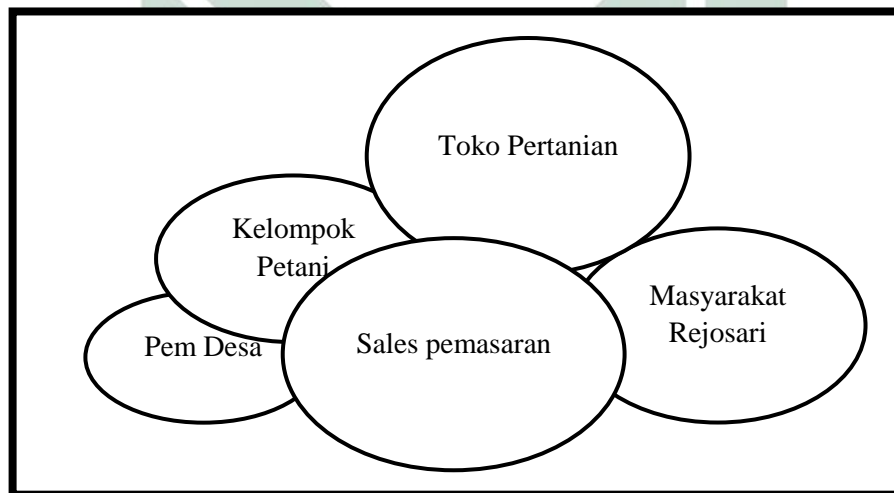 Toko Pertanian
Kelompok
Petani
Masyarakat
Rejosari
Pem Desa
Sales pemasaran